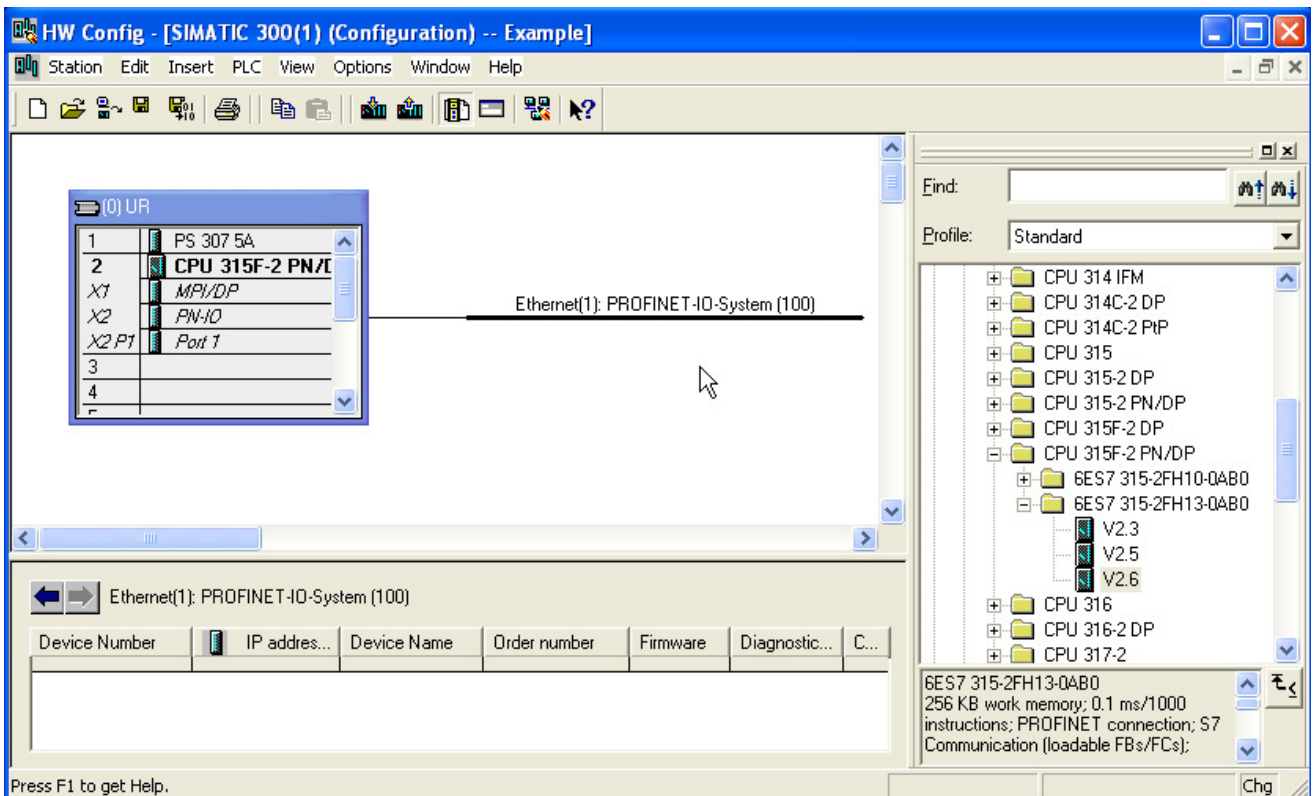 HW Config - [SIMATIC 300(1) (Configuration) -- Example]
Station Edit Insert PLC View Options Window Help
(0) UR
1 PS 307 5A
2 CPU 315F-2 PN/D
X1 MPI/DP
X2 PN-IO
X2 P1 Port 1
3
4
Ethernet(1): PROFINET-IO-System (100)
Find:
Profile: Standard
CPU 314 IFM
CPU 314C-2 DP
CPU 314C-2 PtP
CPU 315
CPU 315-2 DP
CPU 315-2 PN/DP
CPU 315F-2 DP
CPU 315F-2 PN/DP
6ES7 315-2FH10-0AB0
6ES7 315-2FH13-0AB0
V2.3
V2.5
V2.6
CPU 316
CPU 316-2 DP
CPU 317-2
6ES7 315-2FH13-0AB0
256 KB work memory; 0.1 ms/1000
instructions; PROFINET connection; S7
Communication (loadable FBs/FCs);
Ethernet(1): PROFINET-IO-System (100)
Device Number IP addres... Device Name Order number Firmware Diagnostic... C...
Press F1 to get Help.
Chg